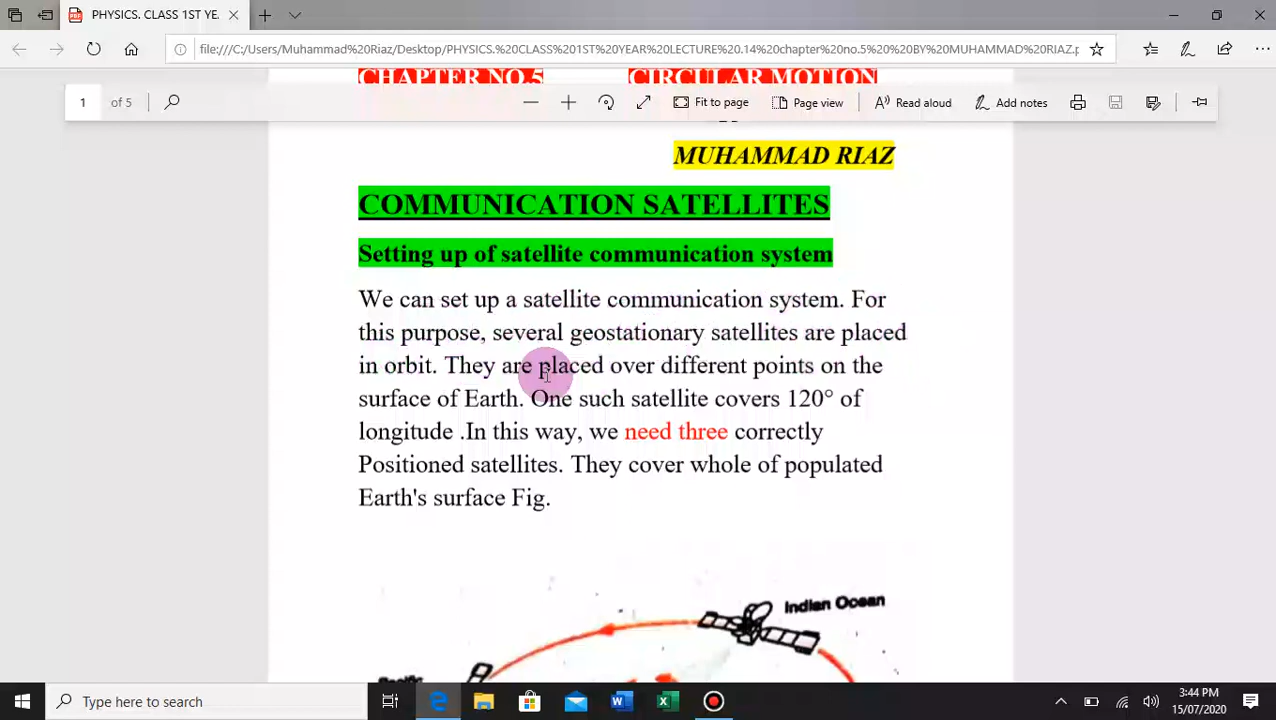 PHYSICS. CLASS 1ST YE.
file:///C:/Users/Muhammad%20Riaz/Desktop/PHYSICS.%20CLASS%201ST%20YEAR%20LECTURE%20.14%20chapter%20no.5%20%20BY%20MUHAMMAD%20RIAZ.p
CHAPTER NO.5 CIRCULAR MOTION
1 of 5 Fit to page Page view Read aloud Add notes
MUHAMMAD RIAZ
COMMUNICATION SATELLITES
Setting up of satellite communication system
We can set up a satellite communication system. For
this purpose, several geostationary satellites are placed
in orbit. They are placed over different points on the
surface of Earth. One such satellite covers 120° of
longitude .In this way, we need three correctly
Positioned satellites. They cover whole of populated
Earth's surface Fig.
Indian Ocean
Pacific
Type here to search
3:44 PM
15/07/2020